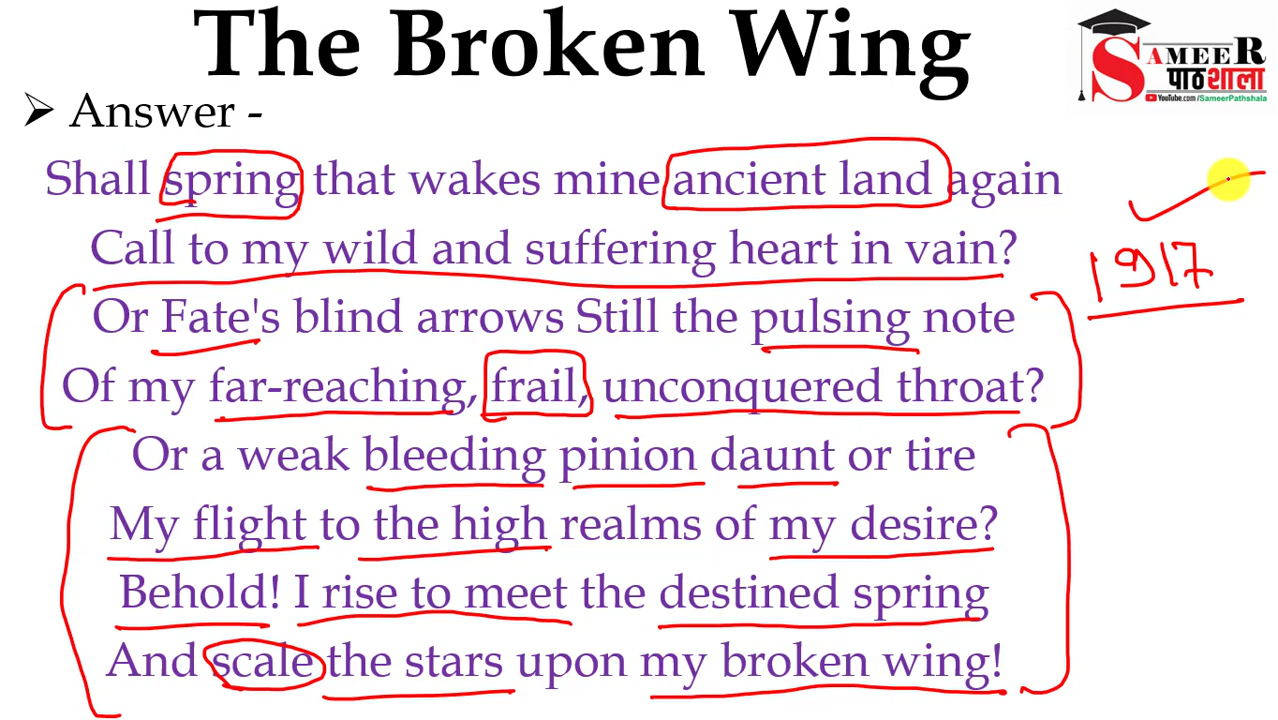 The Broken Wing
SAMEER
पाठशाला
YouTube.com/SameerPathshala
➢ Answer -
Shall spring that wakes mine ancient land again
Call to my wild and suffering heart in vain?
Or Fate's blind arrows Still the pulsing note
Of my far-reaching, frail, unconquered throat?
Or a weak bleeding pinion daunt or tire
My flight to the high realms of my desire?
Behold! I rise to meet the destined spring
And scale the stars upon my broken wing!
1917